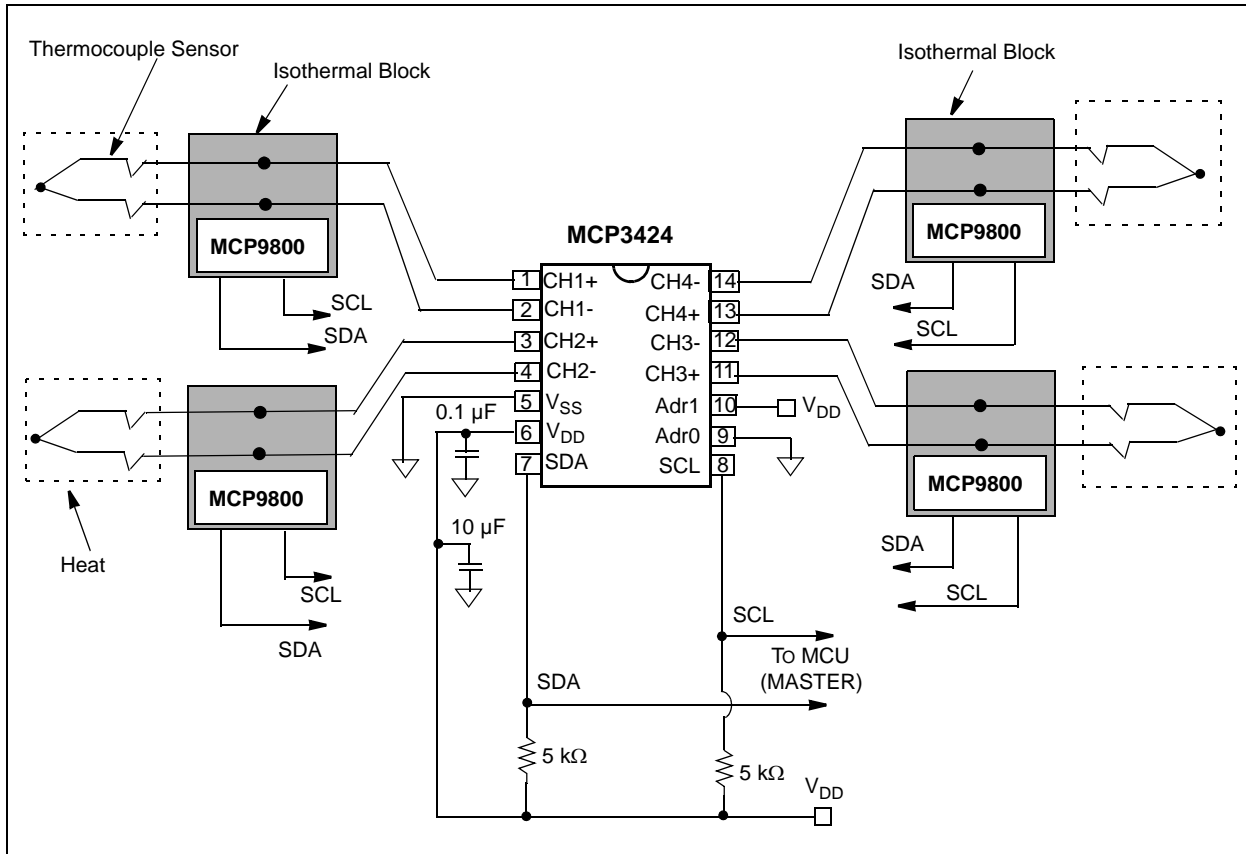 Thermocouple Sensor
Isothermal Block
Isothermal Block
MCP9800
SCL
SDA
MCP9800
SDA
SCL
MCP3424
1 CH1+ CH4- 14
2 CH1- CH4+ 13
3 CH2+ CH3- 12
4 CH2- CH3+ 11
5 VSS Adr1 10
6 VDD Adr0 9
7 SDA SCL 8
0.1 µF
VDD
10 µF
MCP9800
SCL
SDA
Heat
MCP9800
SDA
SCL
SCL
TO MCU
(MASTER)
SDA
5 kΩ
5 kΩ
VDD